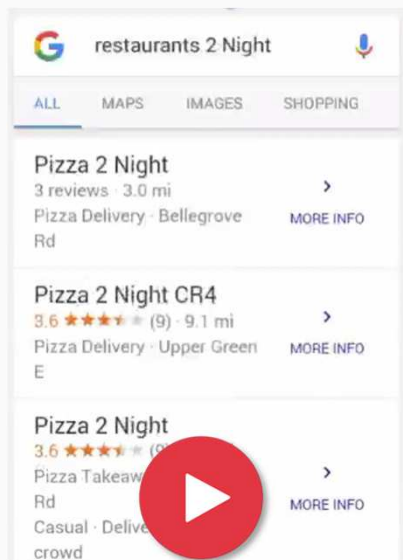 restaurants 2 Night
ALL MAPS IMAGES SHOPPING
Pizza 2 Night
3 reviews · 3.0 mi
Pizza Delivery · Bellegrove
Rd
MORE INFO
Pizza 2 Night CR4
3.6 (9) · 9.1 mi
Pizza Delivery · Upper Green
E
MORE INFO
Pizza 2 Night
3.6
Pizza
Rd
MORE INFO
Casual ·
crowd